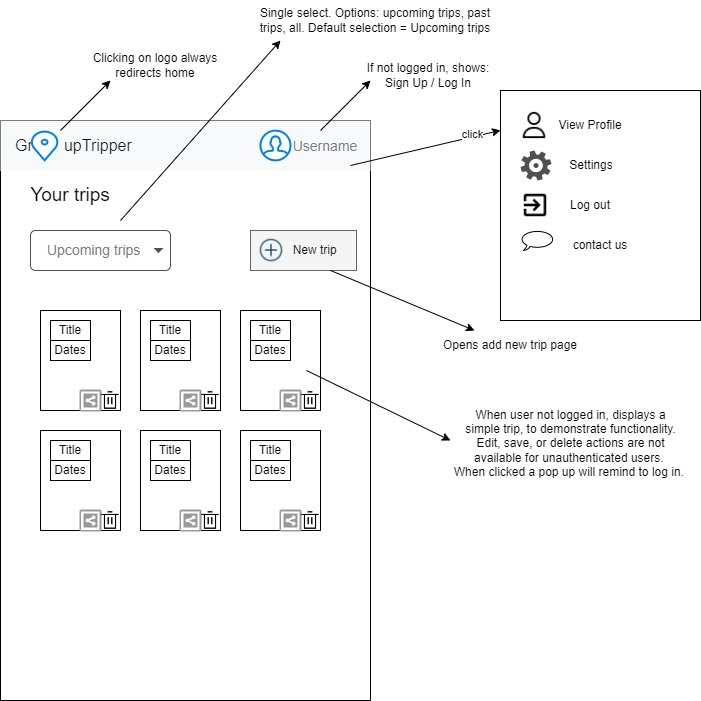 Single select. Options: upcoming trips, past
trips, all. Default selection = Upcoming trips
Clicking on logo always
redirects home
If not logged in, shows:
Sign Up / Log In
Gr upTripper
Username
click
View Profile
Settings
Log out
contact us
Your trips
Upcoming trips
New trip
Opens add new trip page
Title
Dates
Title
Dates
Title
Dates
When user not logged in, displays a
simple trip, to demonstrate functionality.
Edit, save, or delete actions are not
available for unauthenticated users.
When clicked a pop up will remind to log in.
Title
Dates
Title
Dates
Title
Dates